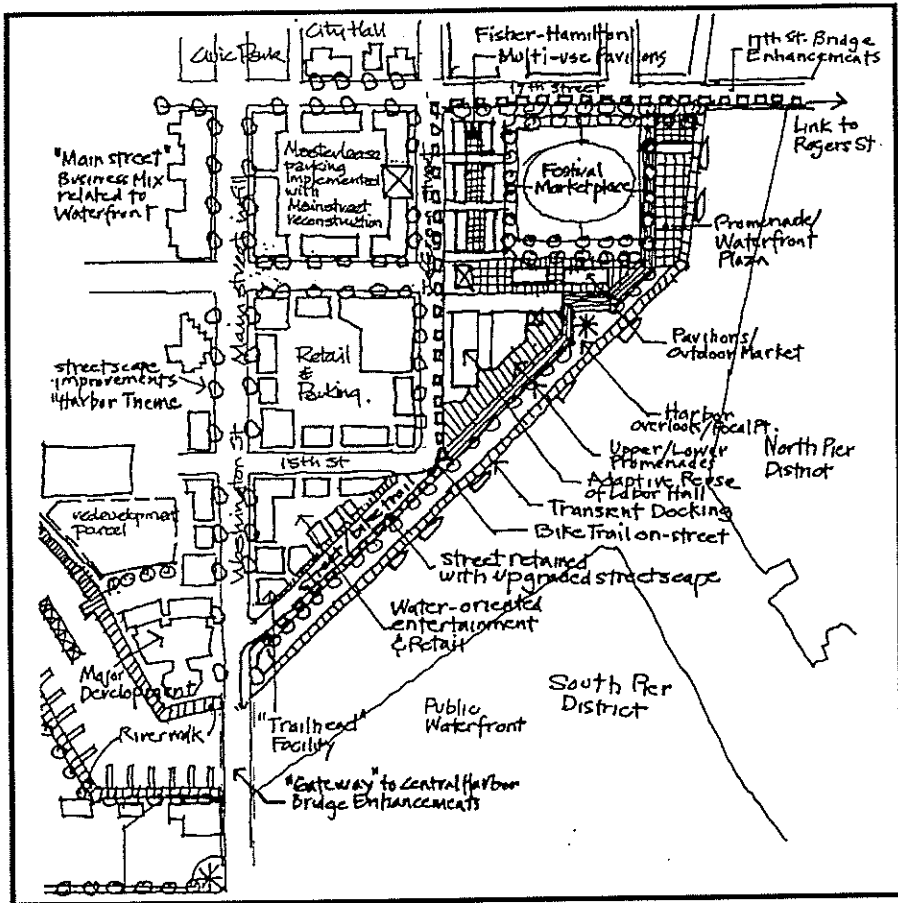 City Hall
Civic Park
Fisher-Hamilton
Multi-use Pavilions
17th St. Bridge
Enhancements
17th Street
Link to
Rogers St.
"Main street"
Business Mix
related to
Waterfront
parking
implemented
with
Mainstreet
reconstruction
Festival
Marketplace
Promenade/
Waterfront
Plaza
Pavilions/
Outdoor Market
streetscape
improvements
"Harbor Theme
Retail
&
Parking.
Harbor
Overlook/Focal Pt.
Upper/Lower
Promenades
Adaptive Reuse
of Labor Hall
Transient Docking
Bike Trail on-street
North Pier
District
15th St
Washington St.
redevelopment
parcel
street retained
with upgraded streetscape
Water-oriented
entertainment
& Retail
Major
Development
Riverwalk
"Trailhead"
Facility
Public
Waterfront
South Pier
District
"Gateway" to Central Harbor
Bridge Enhancements